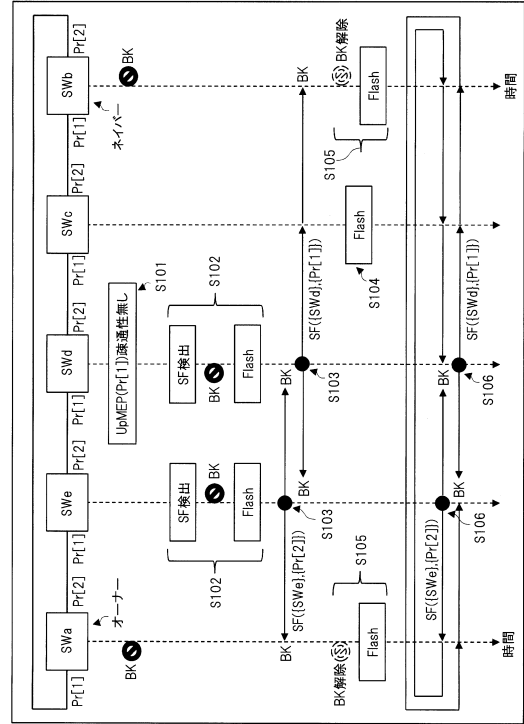 SWa
SWe
SWd
SWc
SWb
Pr[1]
Pr[2]
Pr[1]
Pr[2]
Pr[1]
Pr[2]
Pr[1]
Pr[2]
Pr[1]
Pr[2]
オーナー
ネイバー
BK
BK
UpMEP(Pr[1])疎通性無し
S101
SF検出
BK
Flash
S102
SF検出
BK
Flash
S102
BK
SF({SWe},{Pr[2]})
BK
S103
BK
SF({SWd},{Pr[1]})
BK
S103
BK解除
Flash
S105
Flash
S104
BK解除
Flash
S105
SF({SWe},{Pr[2]})
BK
S106
BK
SF({SWd},{Pr[1]})
S106
時間
時間